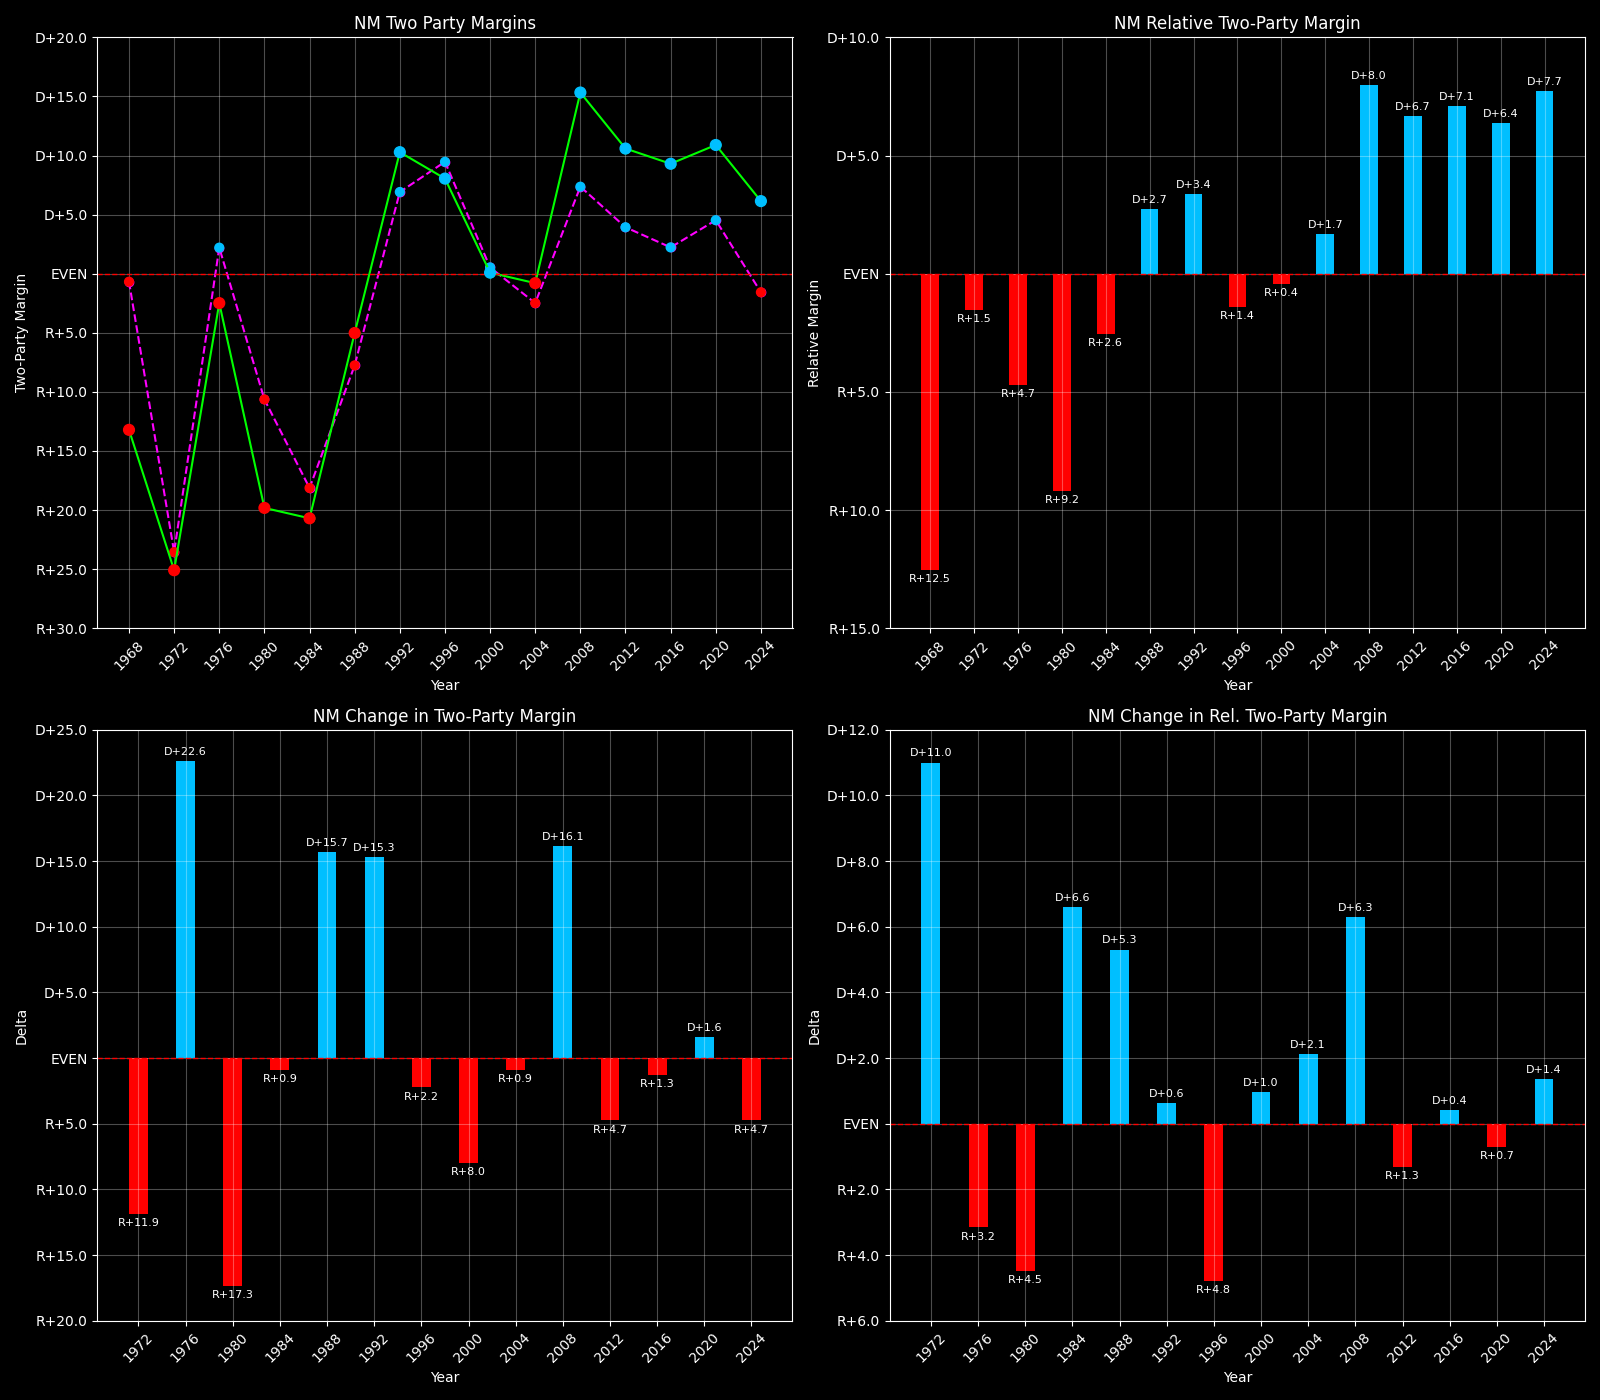 NM Two Party Margins
D+20.0
D+15.0
D+10.0
D+5.0
EVEN
R+5.0
R+10.0
R+15.0
R+20.0
R+25.0
R+30.0
Two-Party Margin
1968 1972 1976 1980 1984 1988 1992 1996 2000 2004 2008 2012 2016 2020 2024
Year
NM Relative Two-Party Margin
D+10.0
D+5.0
EVEN
R+5.0
R+10.0
R+15.0
Relative Margin
R+12.5 R+1.5 R+4.7 R+9.2 R+2.6 D+2.7 D+3.4 R+1.4 R+0.4 D+1.7 D+8.0 D+6.7 D+7.1 D+6.4 D+7.7
1968 1972 1976 1980 1984 1988 1992 1996 2000 2004 2008 2012 2016 2020 2024
Year
NM Change in Two-Party Margin
D+25.0
D+20.0
D+15.0
D+10.0
D+5.0
EVEN
R+5.0
R+10.0
R+15.0
R+20.0
Delta
R+11.9 D+22.6 R+17.3 R+0.9 D+15.7 D+15.3 R+2.2 R+8.0 R+0.9 D+16.1 R+4.7 R+1.3 D+1.6 R+4.7
1972 1976 1980 1984 1988 1992 1996 2000 2004 2008 2012 2016 2020 2024
Year
NM Change in Rel. Two-Party Margin
D+12.0
D+10.0
D+8.0
D+6.0
D+4.0
D+2.0
EVEN
R+2.0
R+4.0
R+6.0
Delta
D+11.0 R+3.2 R+4.5 D+6.6 D+5.3 D+0.6 R+4.8 D+1.0 D+2.1 D+6.3 R+1.3 D+0.4 R+0.7 D+1.4
1972 1976 1980 1984 1988 1992 1996 2000 2004 2008 2012 2016 2020 2024
Year